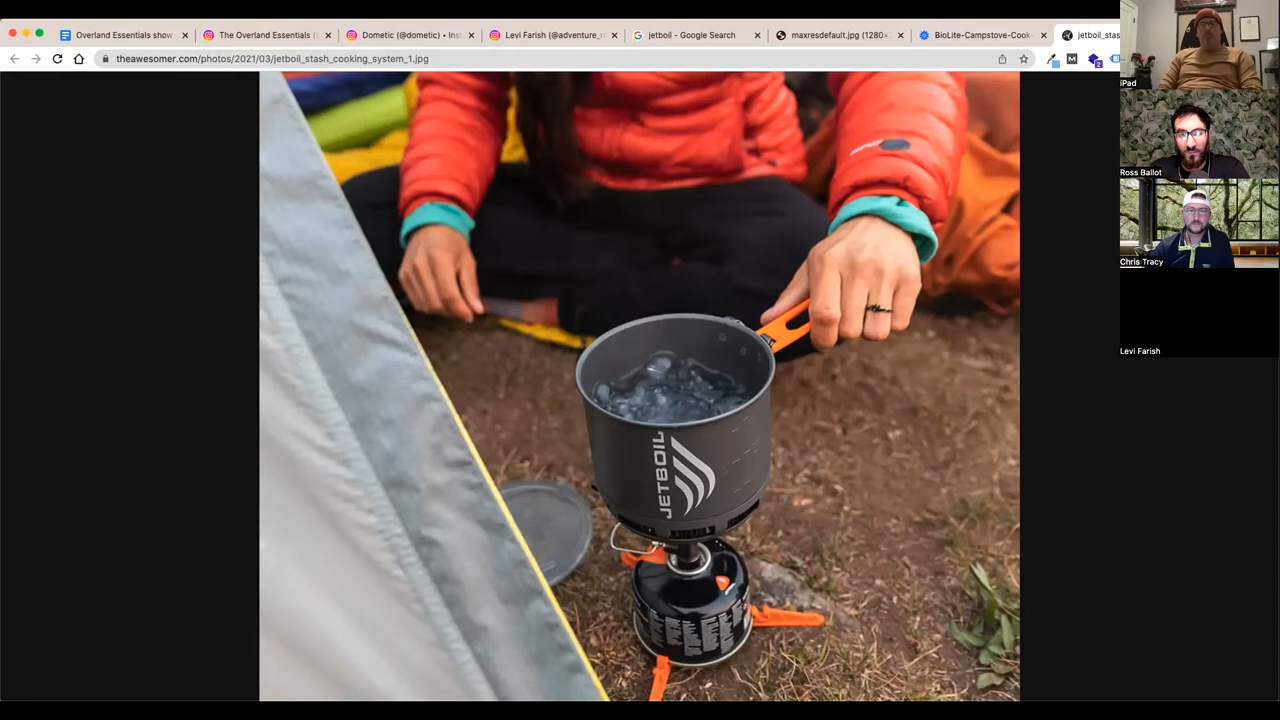 Overland Essentials show
The Overland Essentials (
Dometic (@dometic) • Ins
Levi Farish (@adventure_
jetboil - Google Search
maxresdefault.jpg (1280×
BioLite-Campstove-Cook-
jetboil_stas
theawesomer.com/photos/2021/03/jetboil_stash_cooking_system_1.jpg
iPad
Ross Ballot
Chris Tracy
Levi Farish
JETBOIL